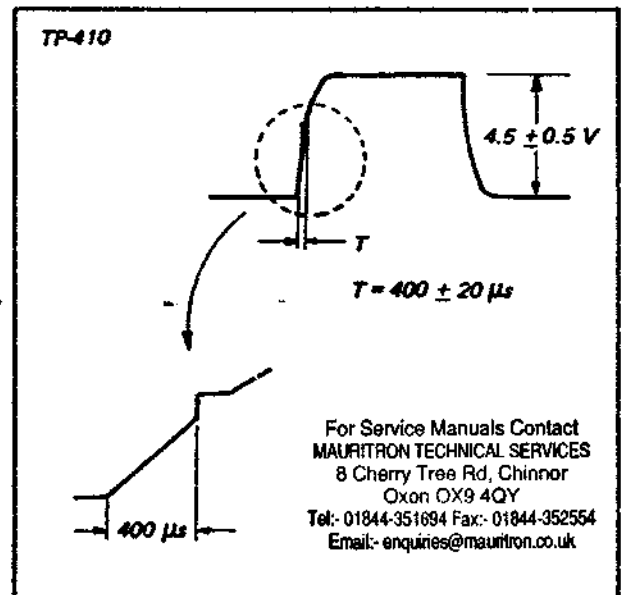 TP-410
4.5 ± 0.5 V
T
T = 400 ± 20 µs
400 µs
For Service Manuals Contact
MAURITRON TECHNICAL SERVICES
8 Cherry Tree Rd, Chinnor
Oxon OX9 4QY
Tel:- 01844-351694 Fax:- 01844-352554
Email:- enquiries@mauritron.co.uk